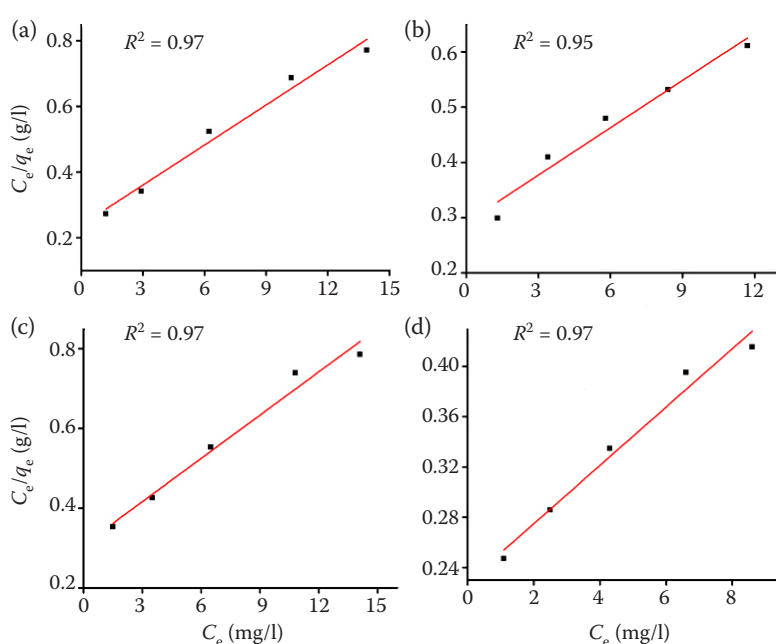 (a)
R² = 0.97
Cₑ/qₑ (g/l)
0.8
0.6
0.4
0.2
0 3 6 9 12 15
(b)
R² = 0.95
0.6
0.5
0.4
0.3
0.2
0 3 6 9 12
(c)
R² = 0.97
Cₑ/qₑ (g/l)
0.8
0.6
0.4
0.2
0 3 6 9 12 15
Cₑ (mg/l)
(d)
R² = 0.97
0.40
0.36
0.32
0.28
0.24
0 2 4 6 8
Cₑ (mg/l)